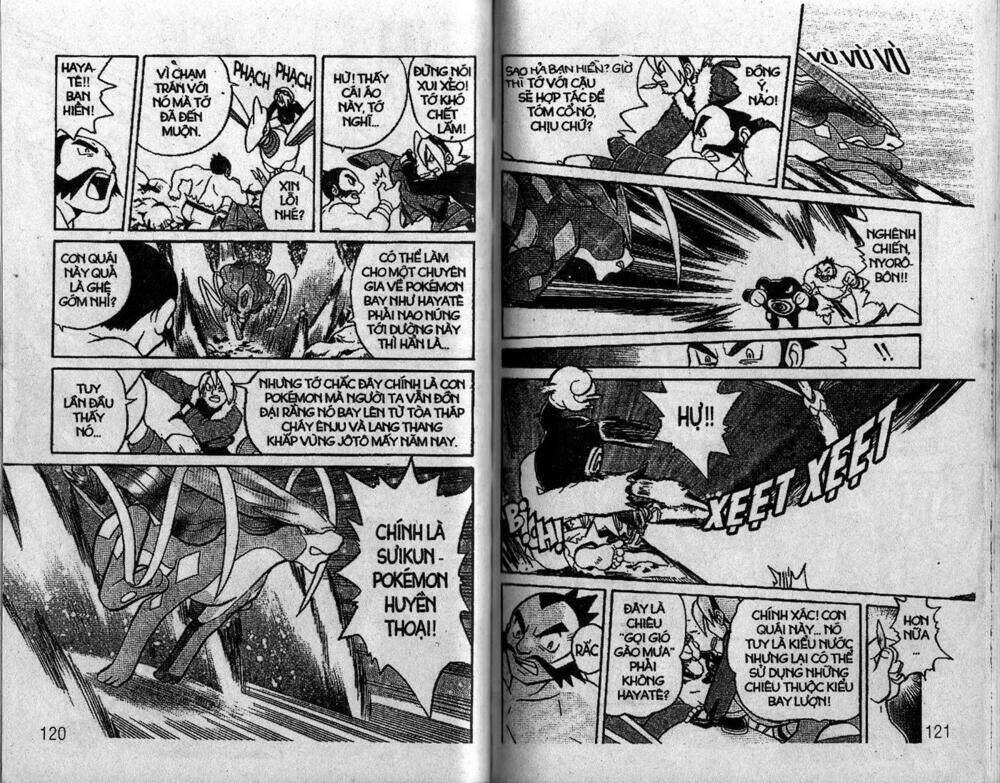 HAYA-
TÊ!!
BẠN
HIỀN!
VÌ CHẠM
TRÁN VỚI
NÓ MÀ TỚ
ĐÃ ĐẾN
MUỘN.
PHẠCH
PHẠCH
XIN
LỖI
NHÉ?
HỪ! THẤY
CÁI ÁO
NÀY, TỚ
NGHĨ...
ĐỪNG NÓI
XUI XẺO!
TỚ KHÓ
CHẾT
LẮM!
CON QUÁI
NÀY QUẢ
LÀ GHÊ
GỚM NHỈ?
CÓ THỂ LÀM
CHO MỘT CHUYÊN
GIA VỀ POKÉMON
BAY NHƯ HAYATÊ
PHẢI NAO NÚNG
TỚI DƯỜNG NÀY
THÌ HẲN LÀ...
TUY
LẦN ĐẦU
THẤY
NÓ...
NHƯNG TỚ CHẮC ĐÂY CHÍNH LÀ CON
POKÉMON MÀ NGƯỜI TA VẪN ĐỒN
ĐẠI RẰNG NÓ BAY LÊN TỪ TÒA THÁP
CHÁY ÊNJU VÀ LANG THANG
KHẮP VÙNG JÔTÔ MẤY NĂM NAY.
CHÍNH LÀ
SƯIKUN -
POKÉMON
HUYỀN
THOẠI!
120
SAO HẢ BẠN HIỀN? GIỜ
THÌ TỚ VỚI CẬU
SẼ HỢP TÁC ĐỂ
TÓM CỔ NÓ,
CHỊU CHỨ?
ĐỒNG
Ý,
NÀO!
VÙ VÙ VÙ
NGHÊNH
CHIẾN,
NYORÔ-
BÔN!!
!!
HỰ!!
BỊCH!
XẸẸT XẸẸT
RẮC
ĐÂY LÀ
CHIÊU
“GỌI GIÓ
GÀO MƯA”
PHẢI
KHÔNG
HAYATÊ?
CHÍNH XÁC! CON
QUÁI NÀY... NÓ
TUY LÀ KIỂU NƯỚC
NHƯNG LẠI CÓ THỂ
SỬ DỤNG NHỮNG
CHIÊU THUỘC KIỂU
BAY LƯỢN!
HƠN
NỮA
...
121